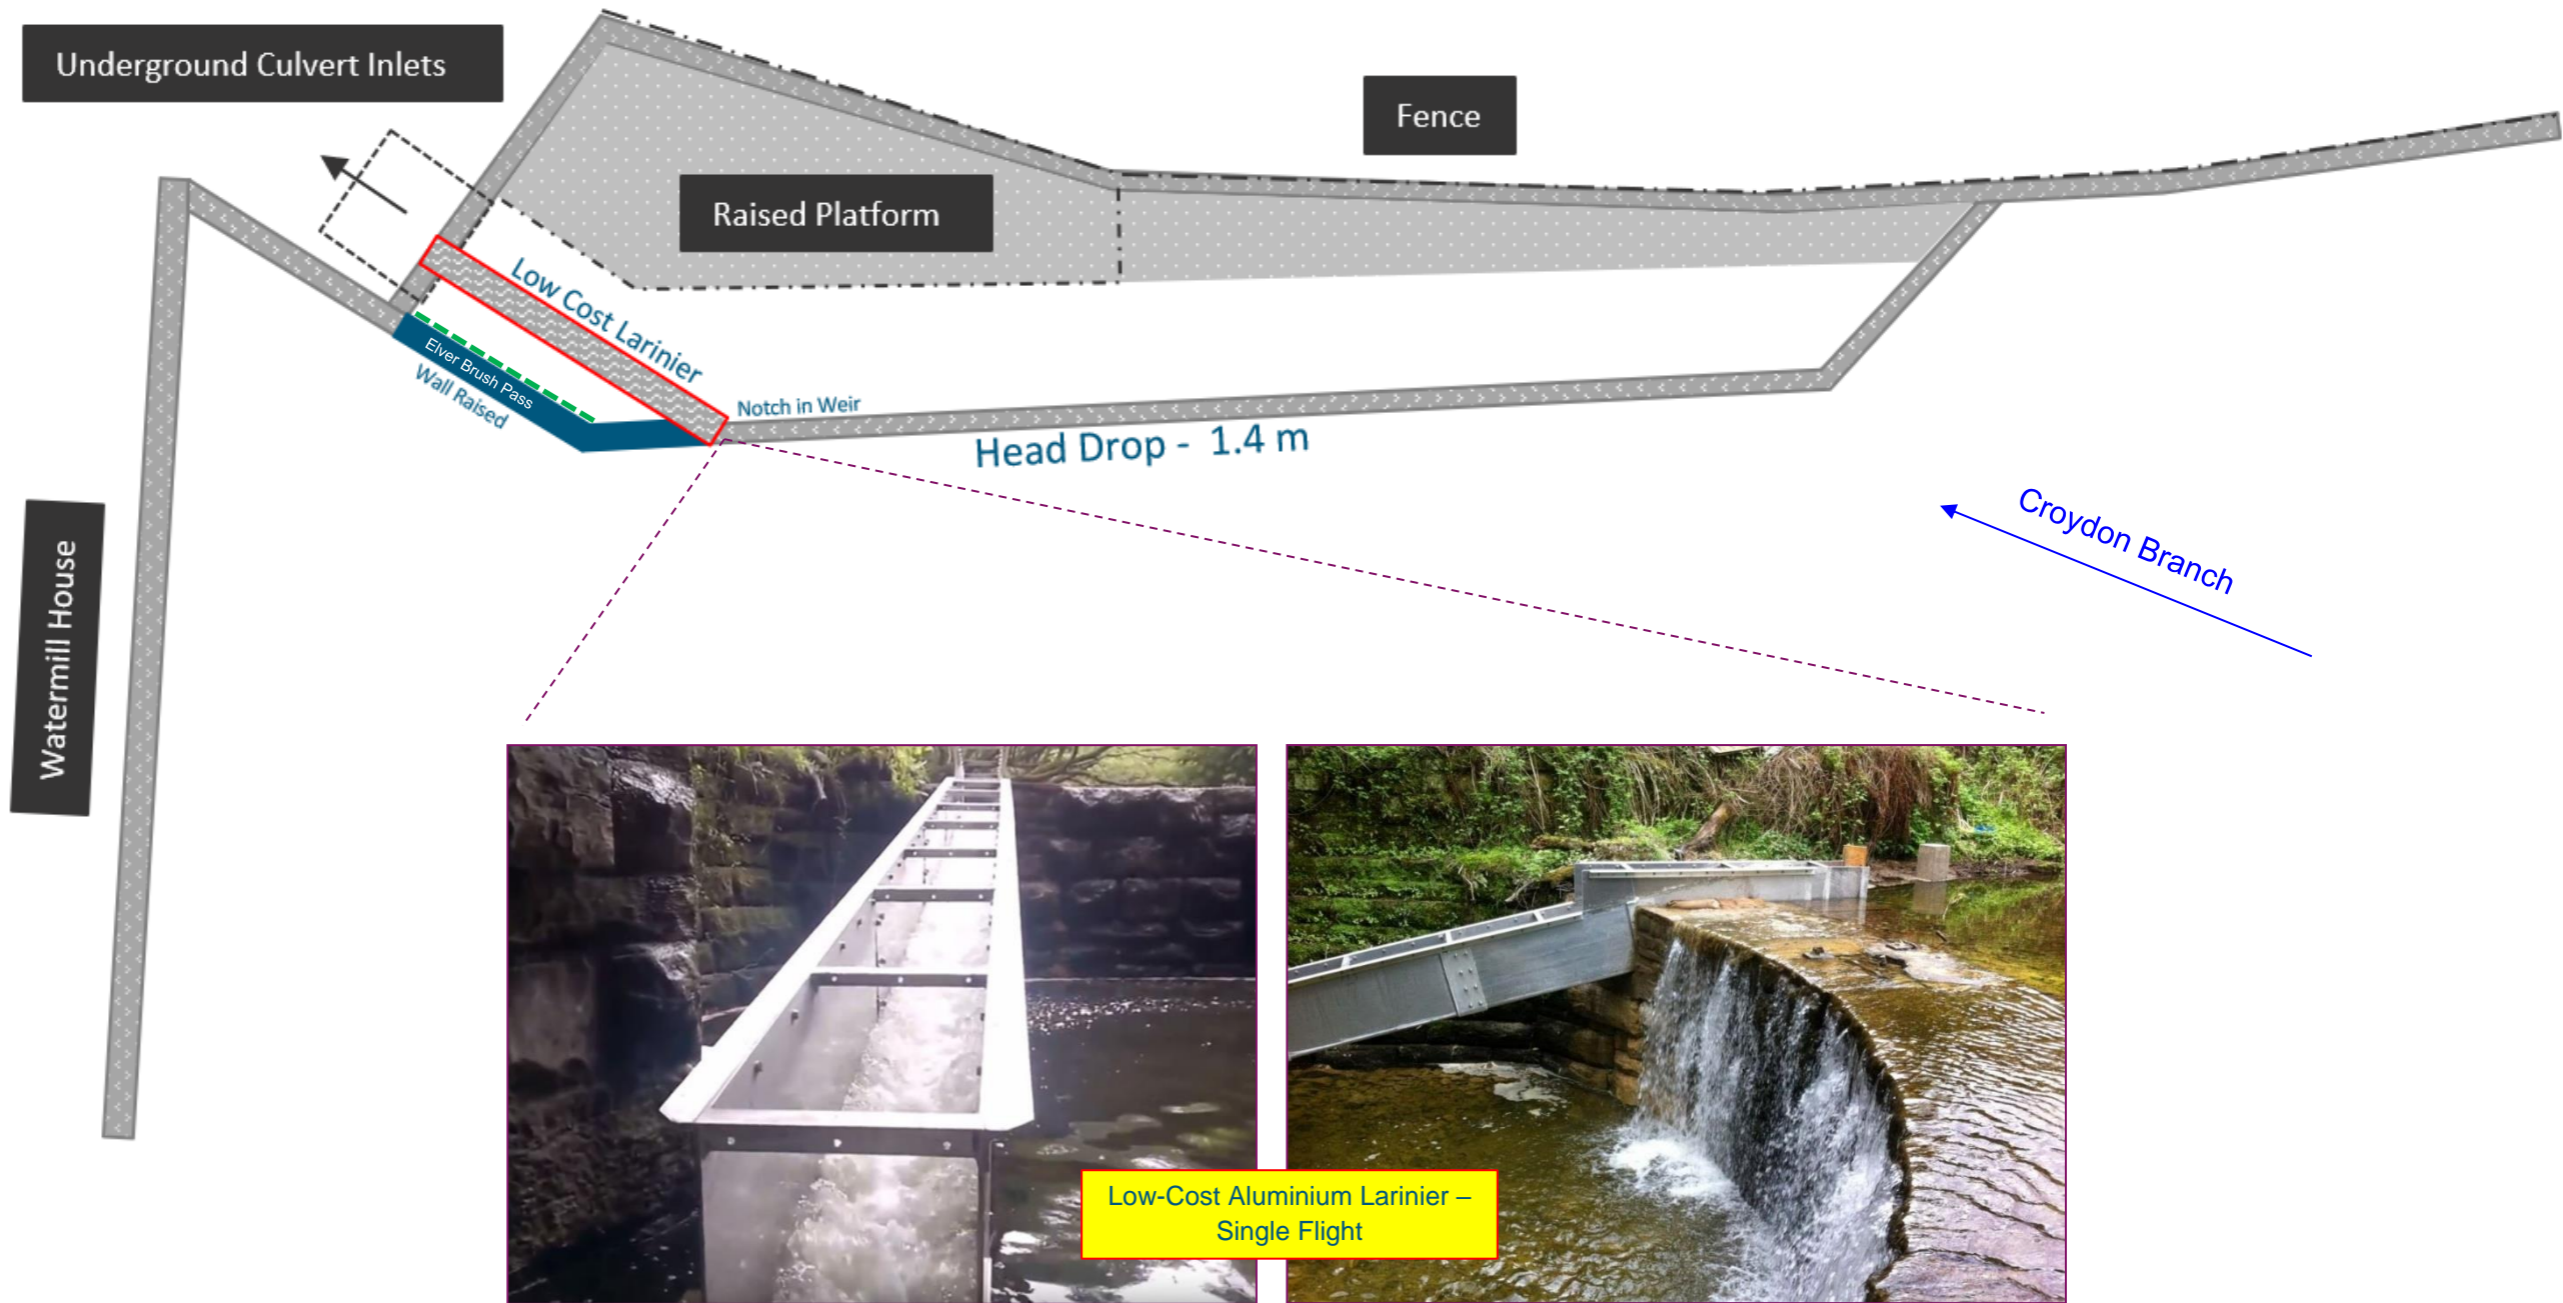 Underground Culvert Inlets
Fence
Raised Platform
Low Cost Larinier
Elver Brush Pass
Wall Raised
Notch in Weir
Head Drop - 1.4 m
Croydon Branch
Watermill House
Low-Cost Aluminium Larinier –
Single Flight